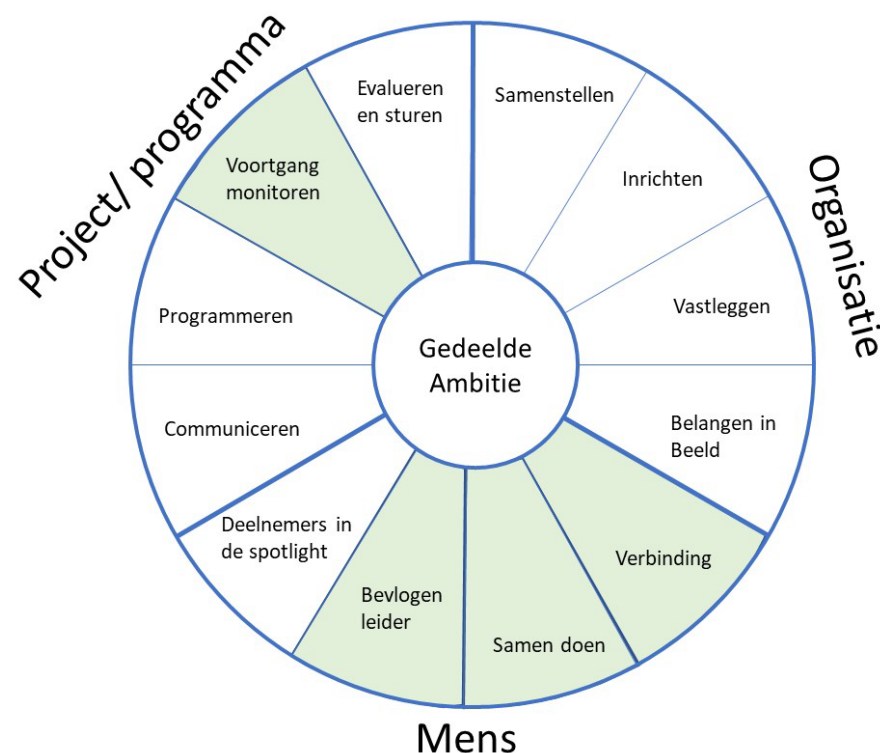 Project/ programma
Evalueren
en sturen
Samenstellen
Voortgang
monitoren
Inrichten
Organisatie
Programmeren
Vastleggen
Gedeelde
Ambitie
Communiceren
Belangen in
Beeld
Deelnemers in
de spotlight
Verbinding
Bevlogen
leider
Samen doen
Mens